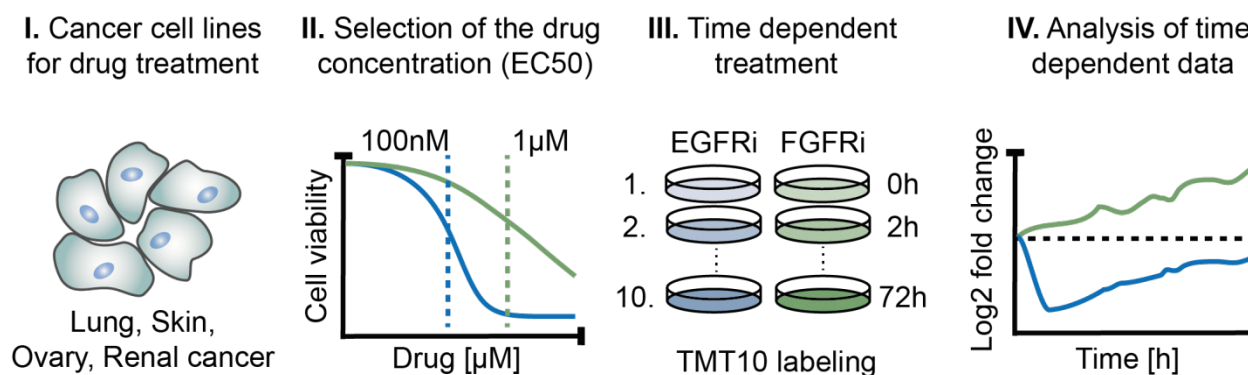 I. Cancer cell lines
for drug treatment
Lung, Skin,
Ovary, Renal cancer
II. Selection of the drug
concentration (EC50)
100nM 1µM
Cell viability
Drug [µM]
III. Time dependent
treatment
EGFRi FGFRi
1. 0h
2. 2h
10. 72h
TMT10 labeling
IV. Analysis of time
dependent data
Log2 fold change
Time [h]